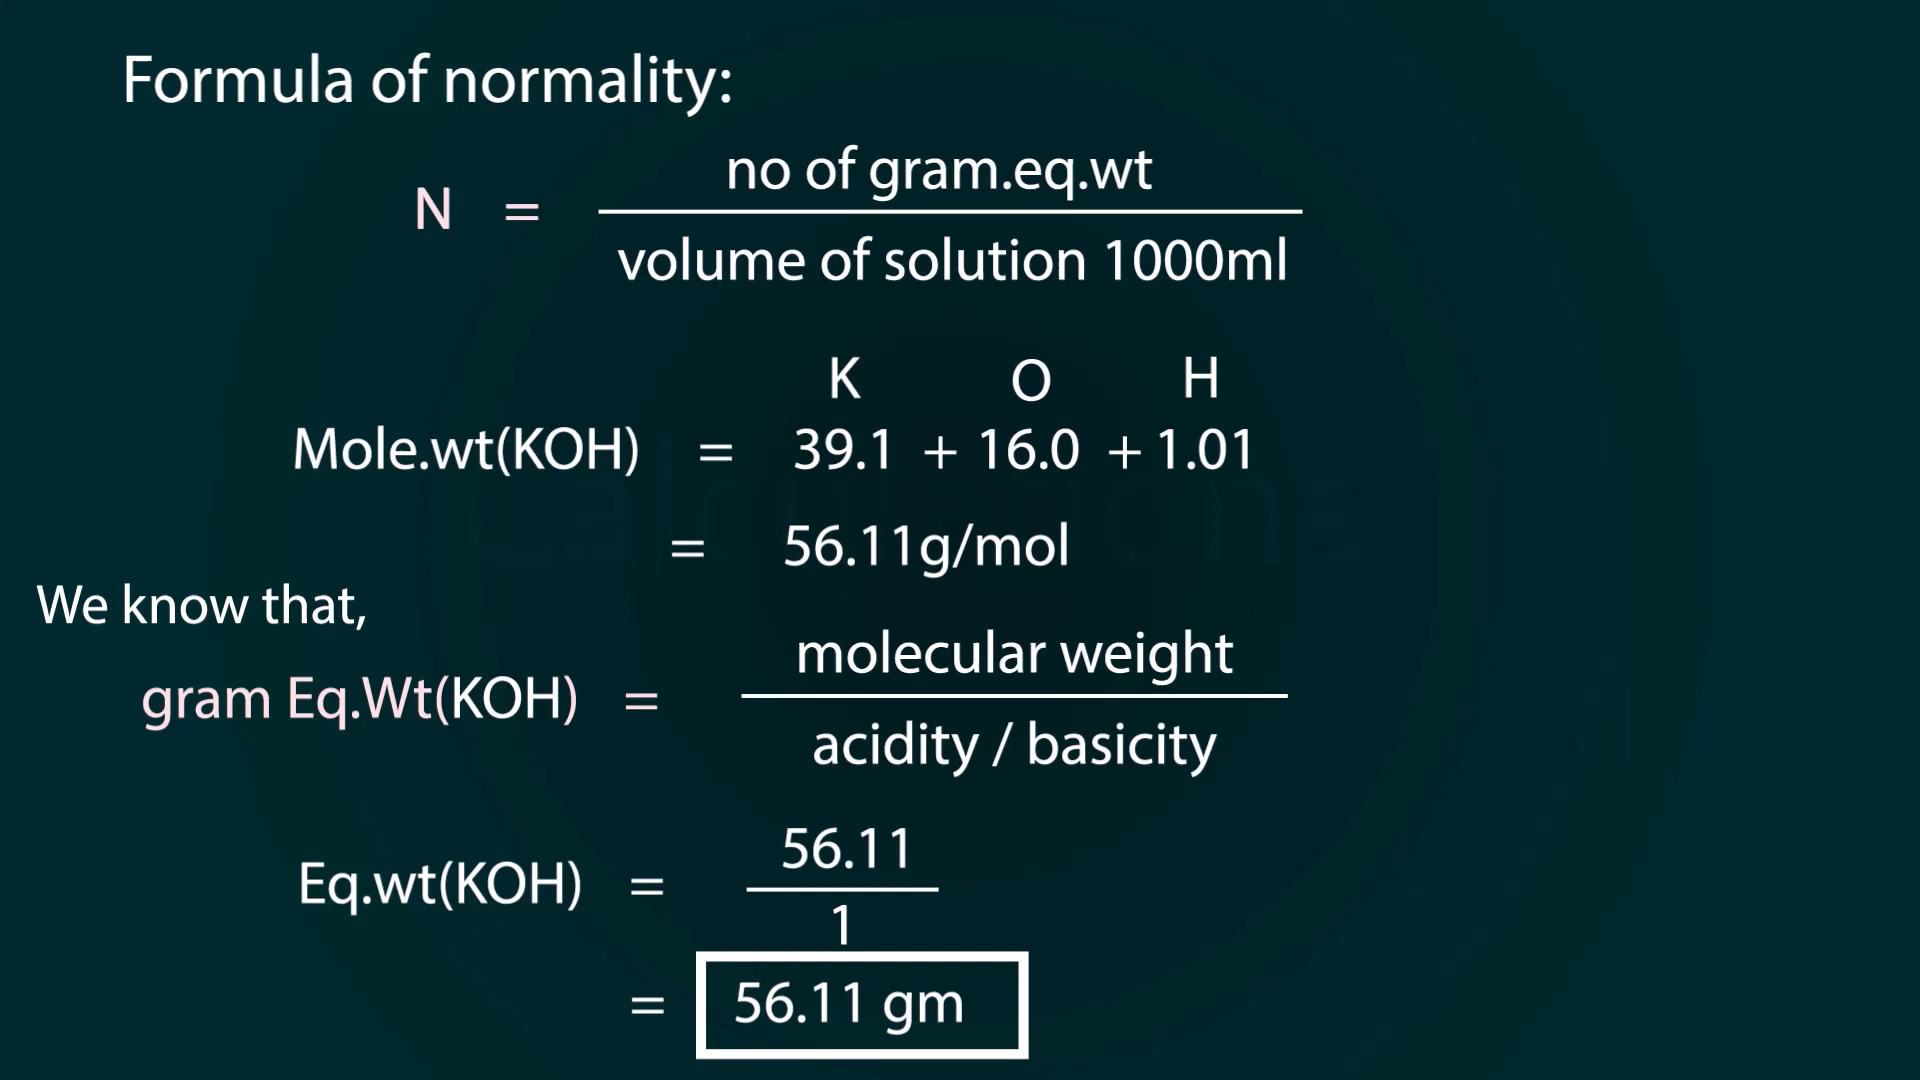 Formula of normality:
no of gram.eq.wt
N =
volume of solution 1000ml
K O H
Mole.wt(KOH) = 39.1 + 16.0 + 1.01
= 56.11g/mol
We know that,
molecular weight
gram Eq.Wt(KOH) =
acidity / basicity
56.11
Eq.wt(KOH) =
1
= 56.11 gm